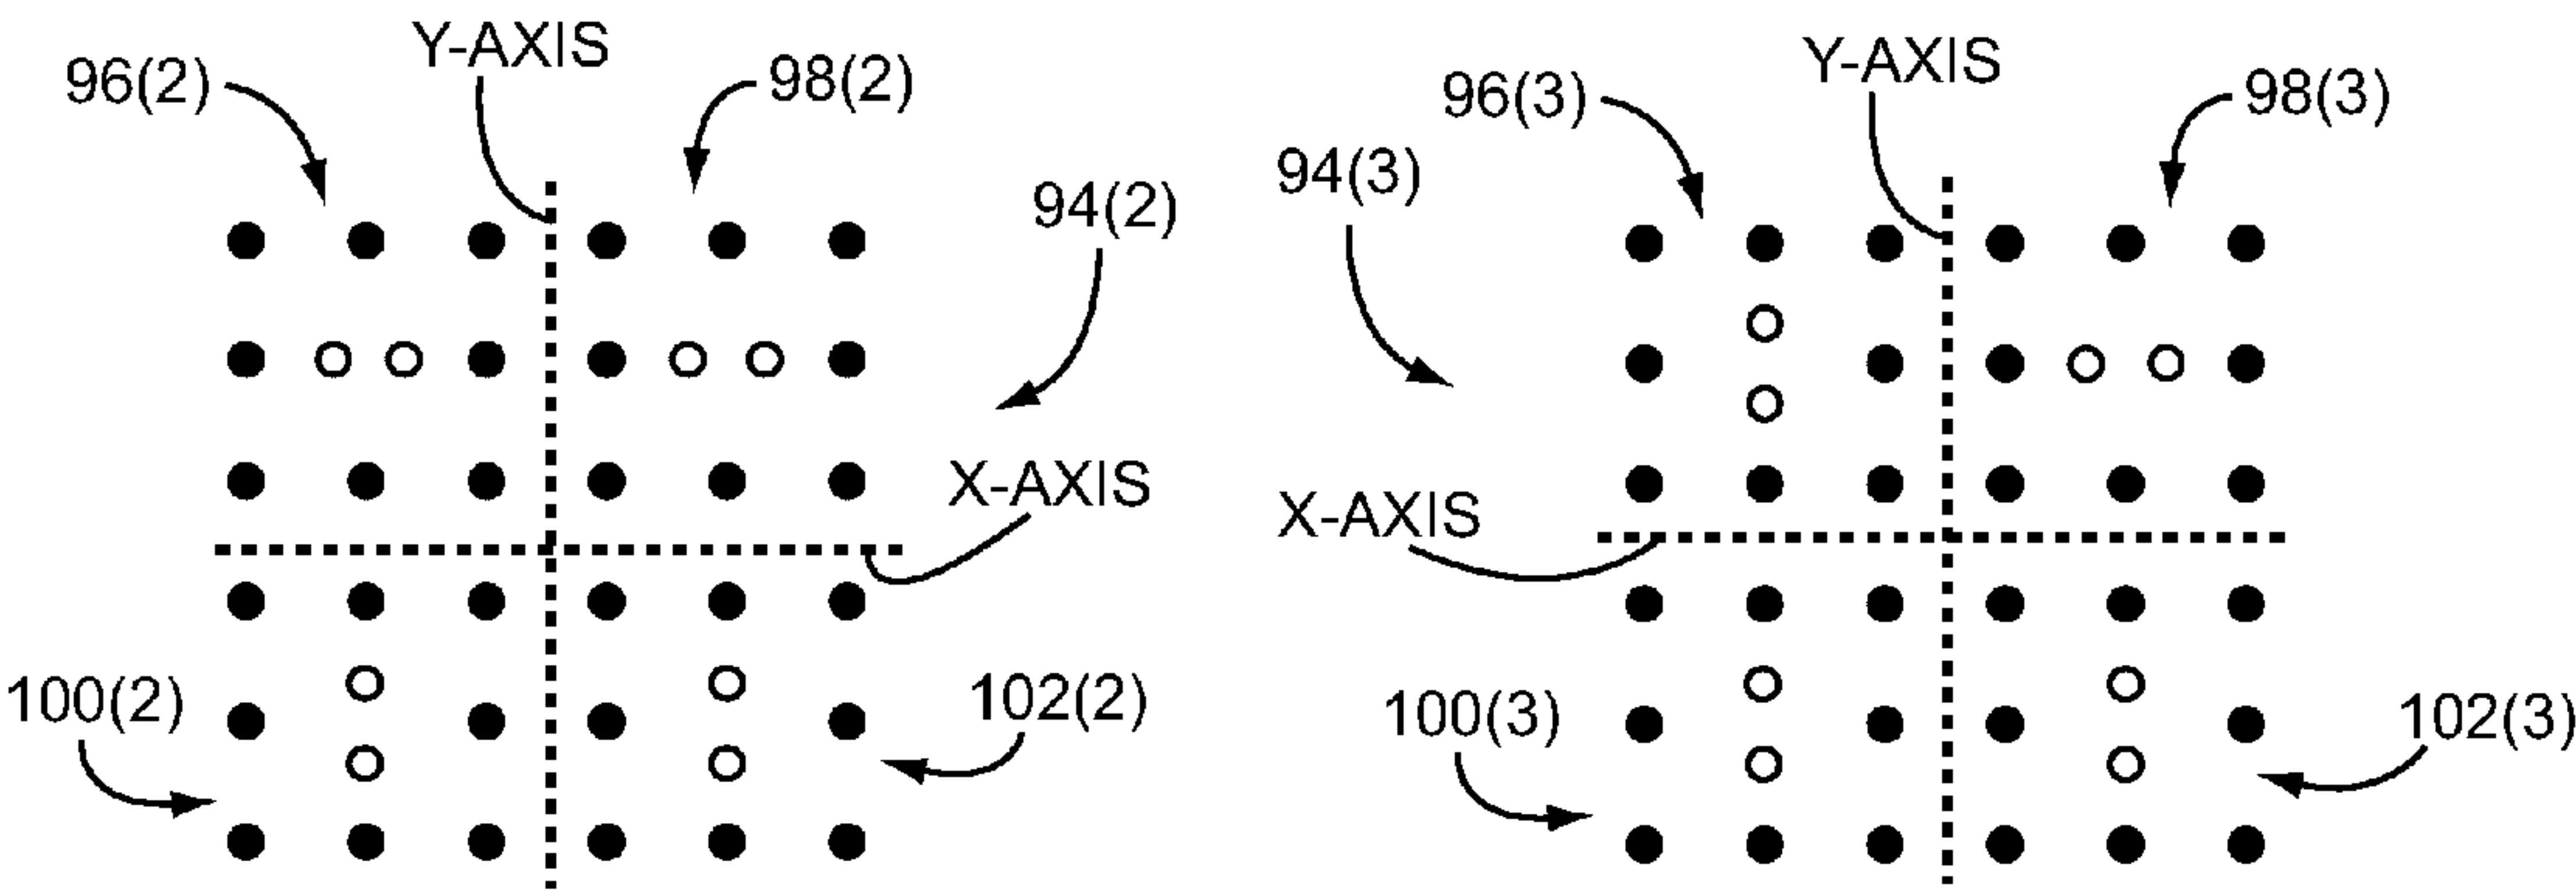 Y-AXIS
96(2)
98(2)
94(2)
X-AXIS
100(2)
102(2)
Y-AXIS
96(3)
98(3)
94(3)
X-AXIS
100(3)
102(3)